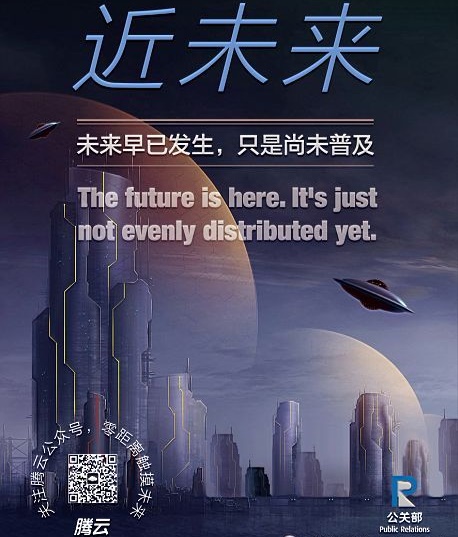 近未来
未来早已发生，只是尚未普及
The future is here. It's just
not evenly distributed yet.
关注腾云公众号，零距离触摸未来
腾云
公关部
Public Relations